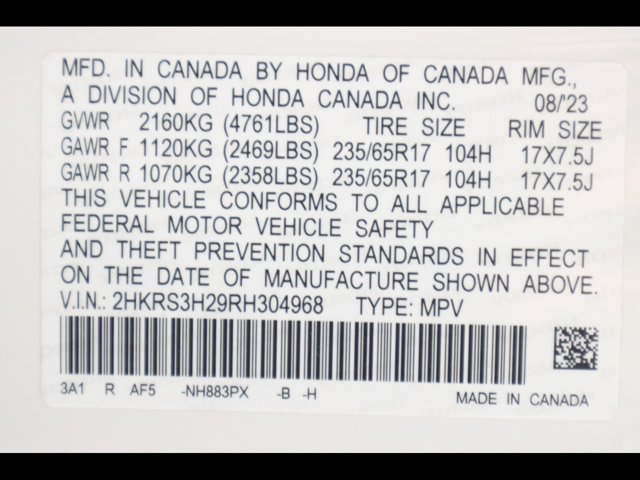 MFD. IN CANADA BY HONDA OF CANADA MFG.,
A DIVISION OF HONDA CANADA INC. 08/'23
GVWR 2160KG (4761LBS) TIRE SIZE RIM SIZE
GAWR F 1120KG (2469LBS) 235/65R17 104H 17X7.5J
GAWR R 1070KG (2358LBS) 235/65R17 104H 17X7.5J
THIS VEHICLE CONFORMS TO ALL APPLICABLE
FEDERAL MOTOR VEHICLE SAFETY
AND THEFT PREVENTION STANDARDS IN EFFECT
ON THE DATE OF MANUFACTURE SHOWN ABOVE.
V.I.N.: 2HKRS3H29RH304968 TYPE: MPV
3A1 R AF5 -NH883PX -B -H MADE IN CANADA